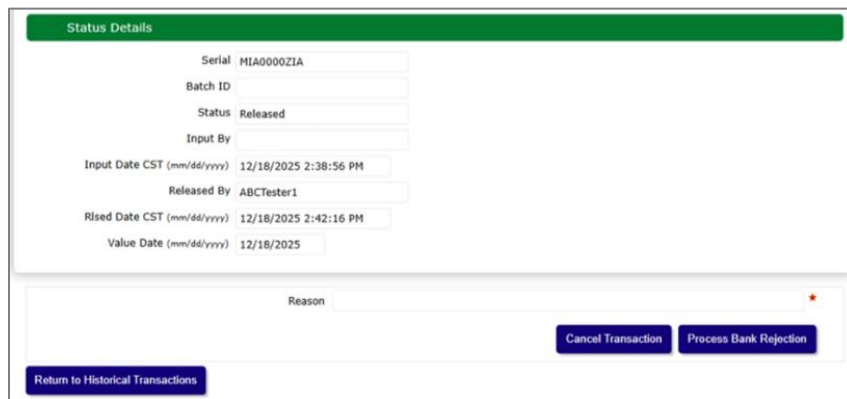 Status Details
Serial MIA0000ZIA
Batch ID
Status Released
Input By
Input Date CST (mm/dd/yyyy) 12/18/2025 2:38:56 PM
Released By ABCTester1
Rlsed Date CST (mm/dd/yyyy) 12/18/2025 2:42:16 PM
Value Date (mm/dd/yyyy) 12/18/2025
Reason *
Cancel Transaction Process Bank Rejection
Return to Historical Transactions